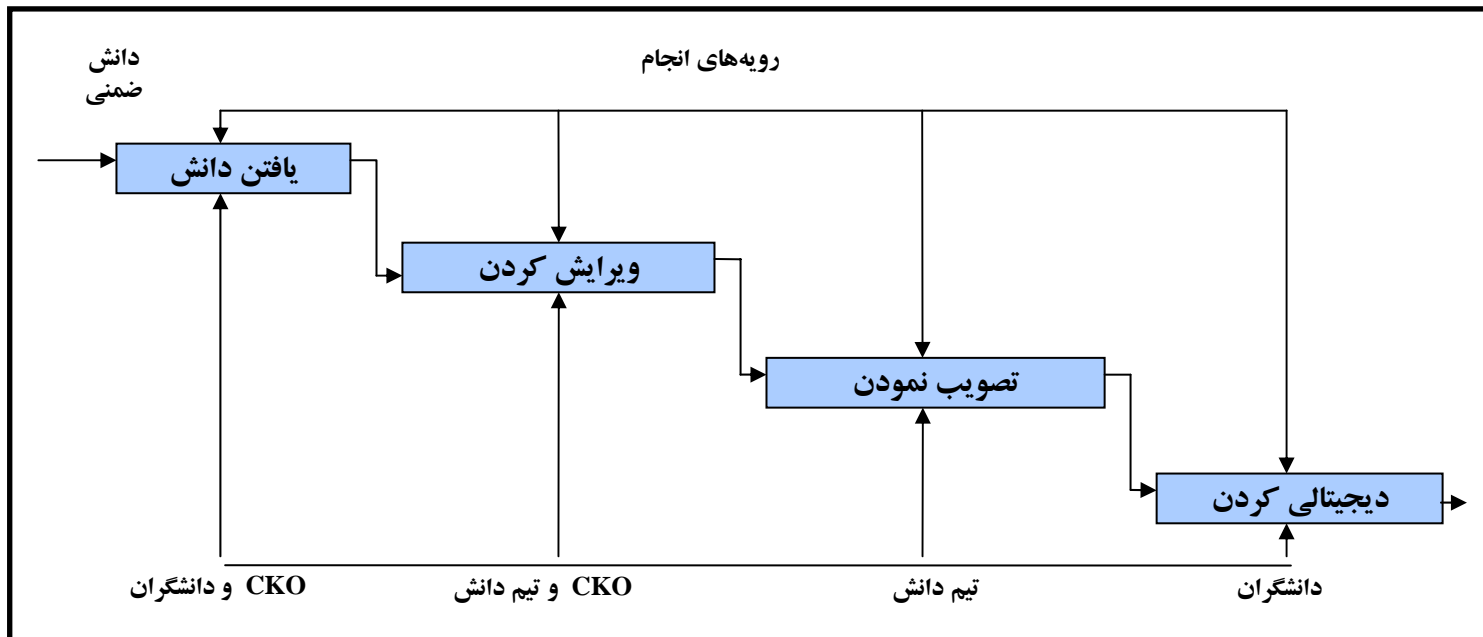 دانش
ضمنی
رویه‌های انجام
یافتن دانش
ویرایش کردن
تصویب نمودن
دیجیتالی کردن
CKO و دانشگران
CKO و تیم دانش
تیم دانش
دانشگران